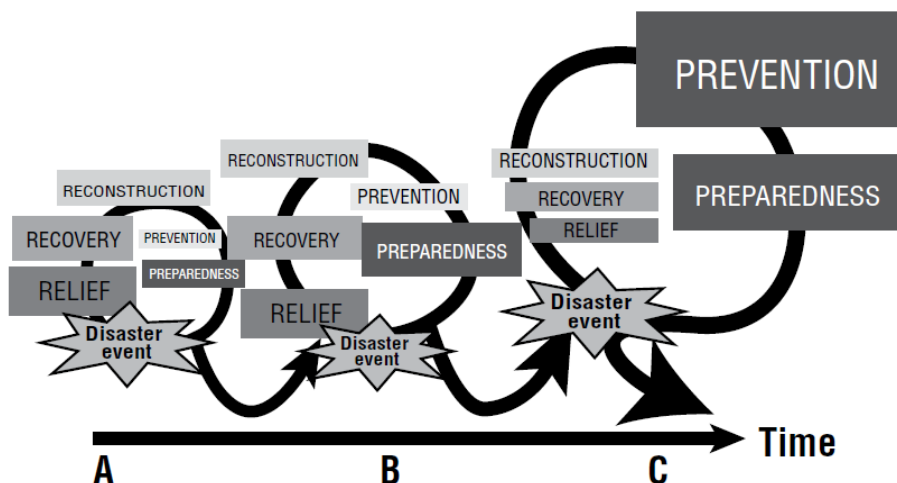 PREVENTION
RECONSTRUCTION
RECONSTRUCTION
RECONSTRUCTION
PREVENTION
RECOVERY
PREPAREDNESS
RECOVERY
PREVENTION
RECOVERY
PREPAREDNESS
RELIEF
RELIEF
PREPAREDNESS
RELIEF
Disaster
event
Disaster
event
Disaster
event
Time
A
B
C